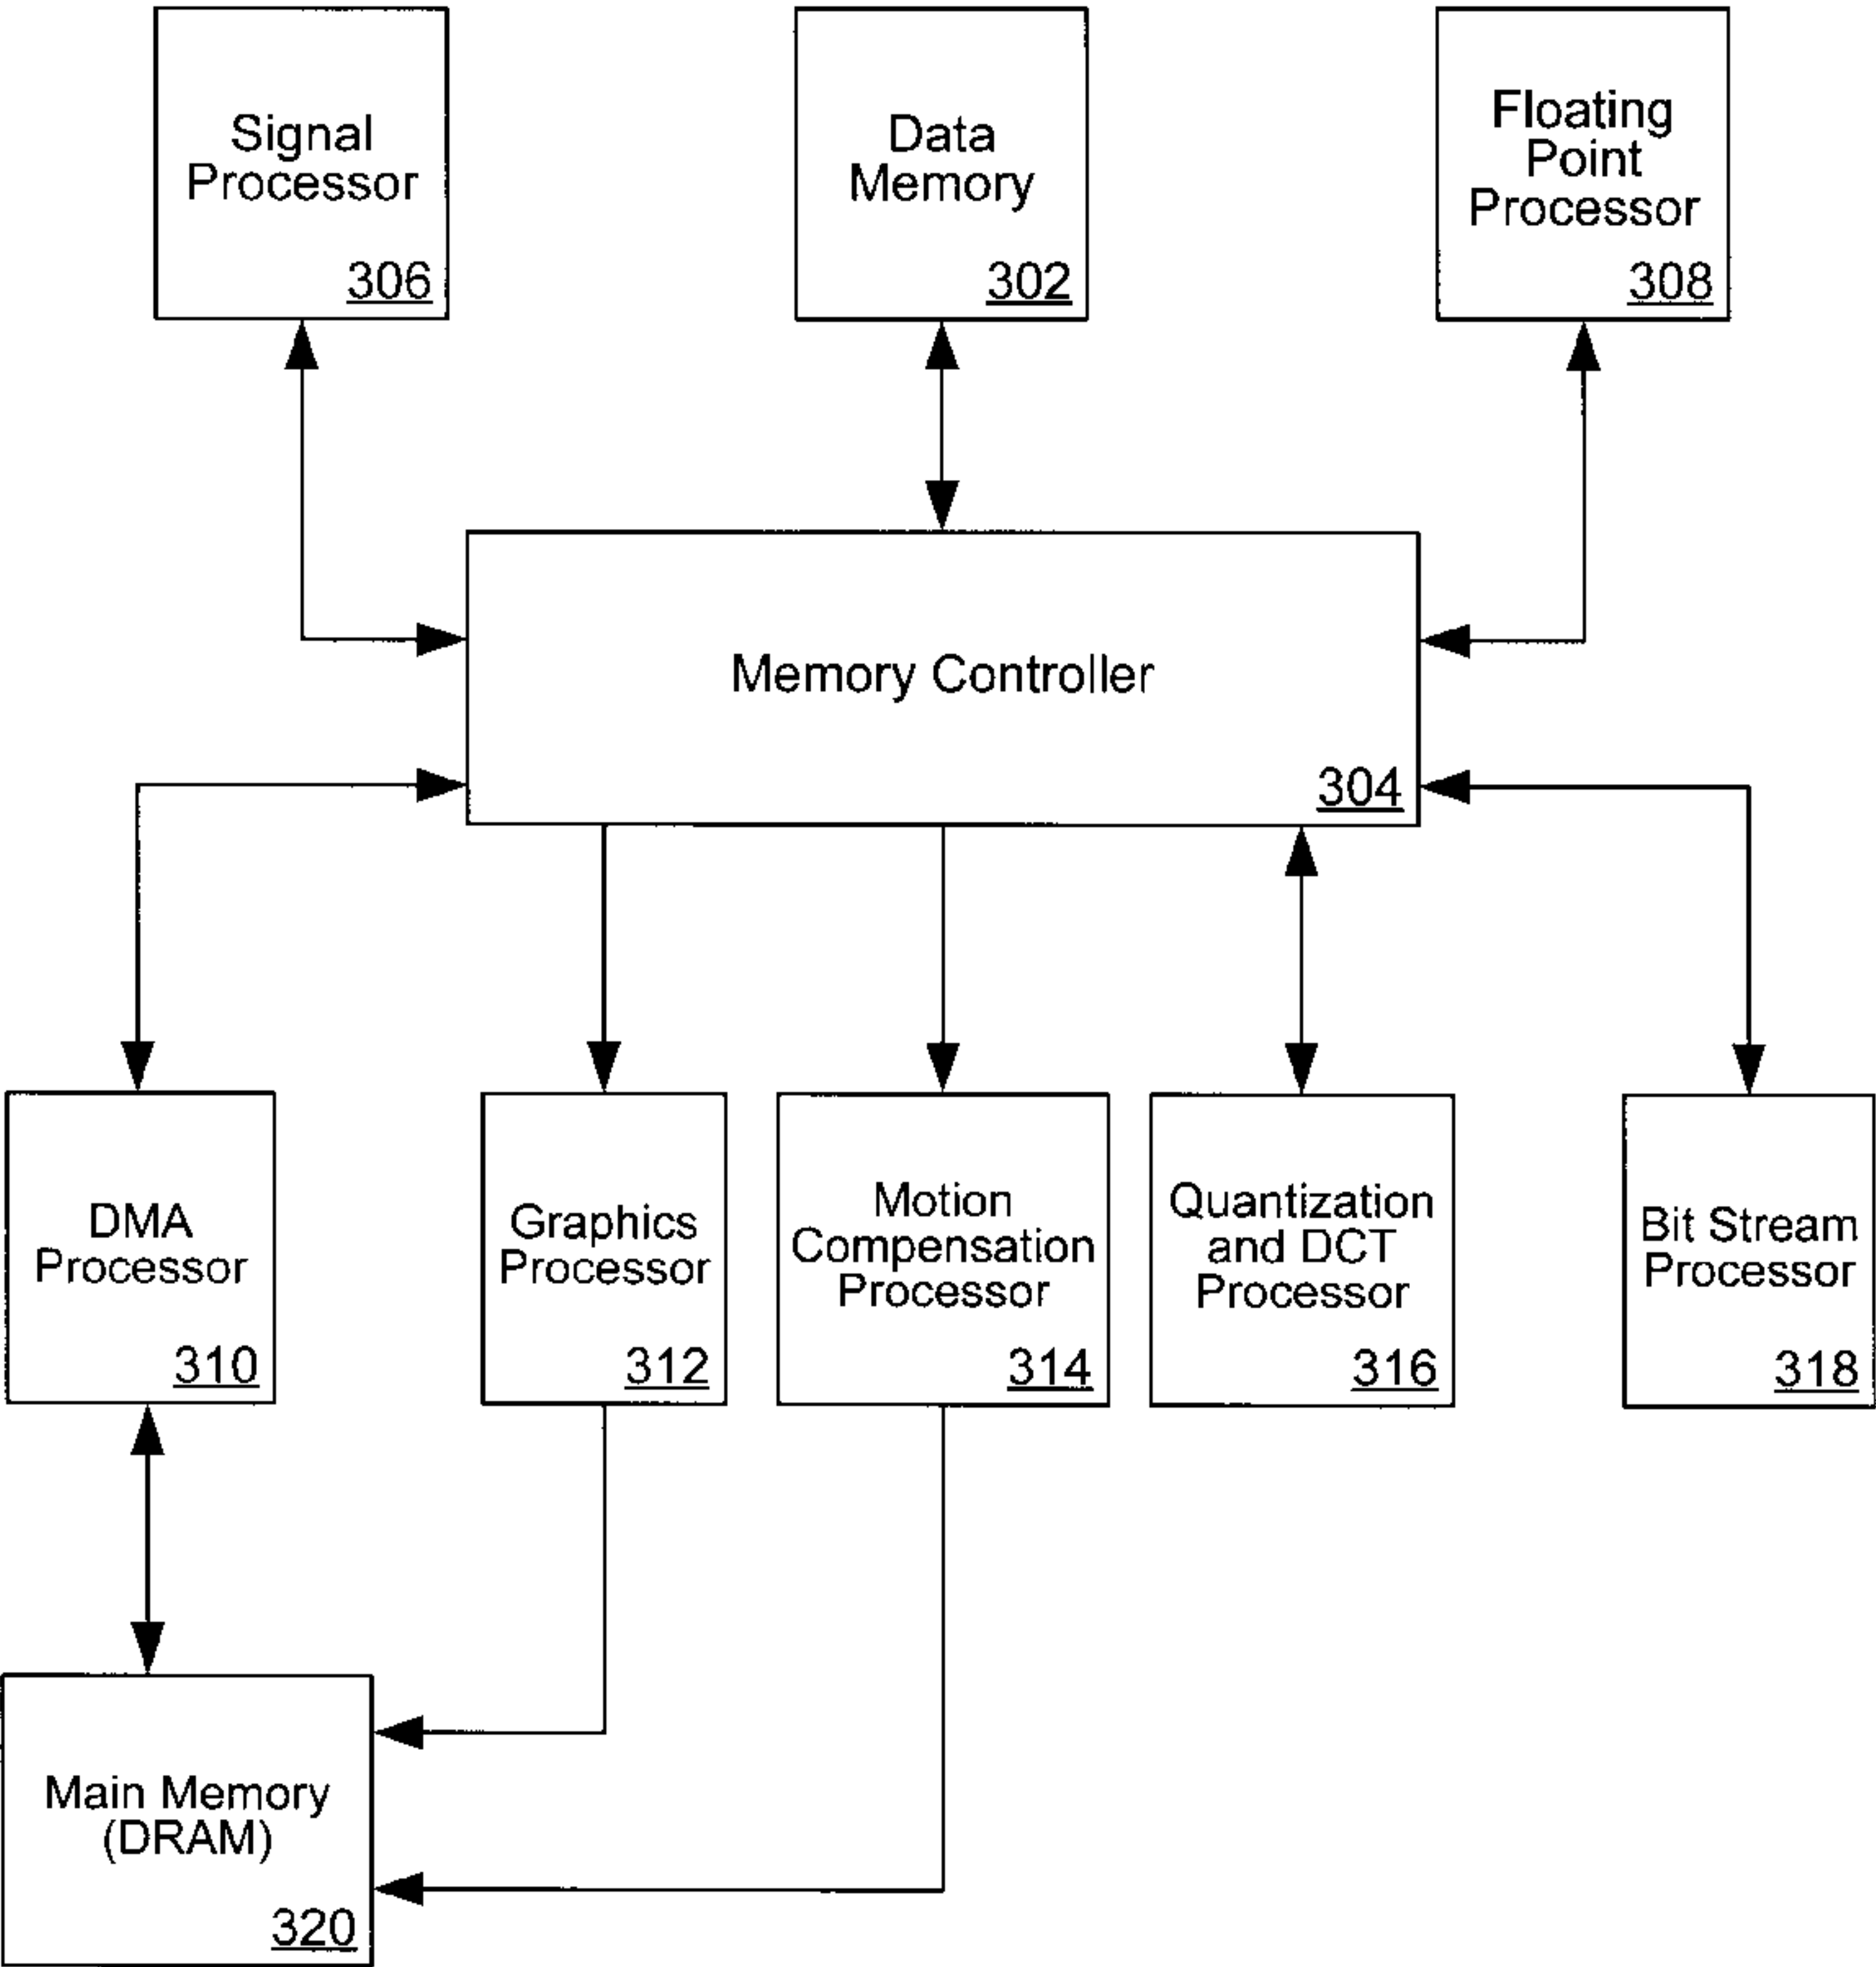 Signal
Processor
306
Data
Memory
302
Floating
Point
Processor
308
Memory Controller
304
DMA
Processor
310
Graphics
Processor
312
Motion
Compensation
Processor
314
Quantization
and DCT
Processor
316
Bit Stream
Processor
318
Main Memory
(DRAM)
320